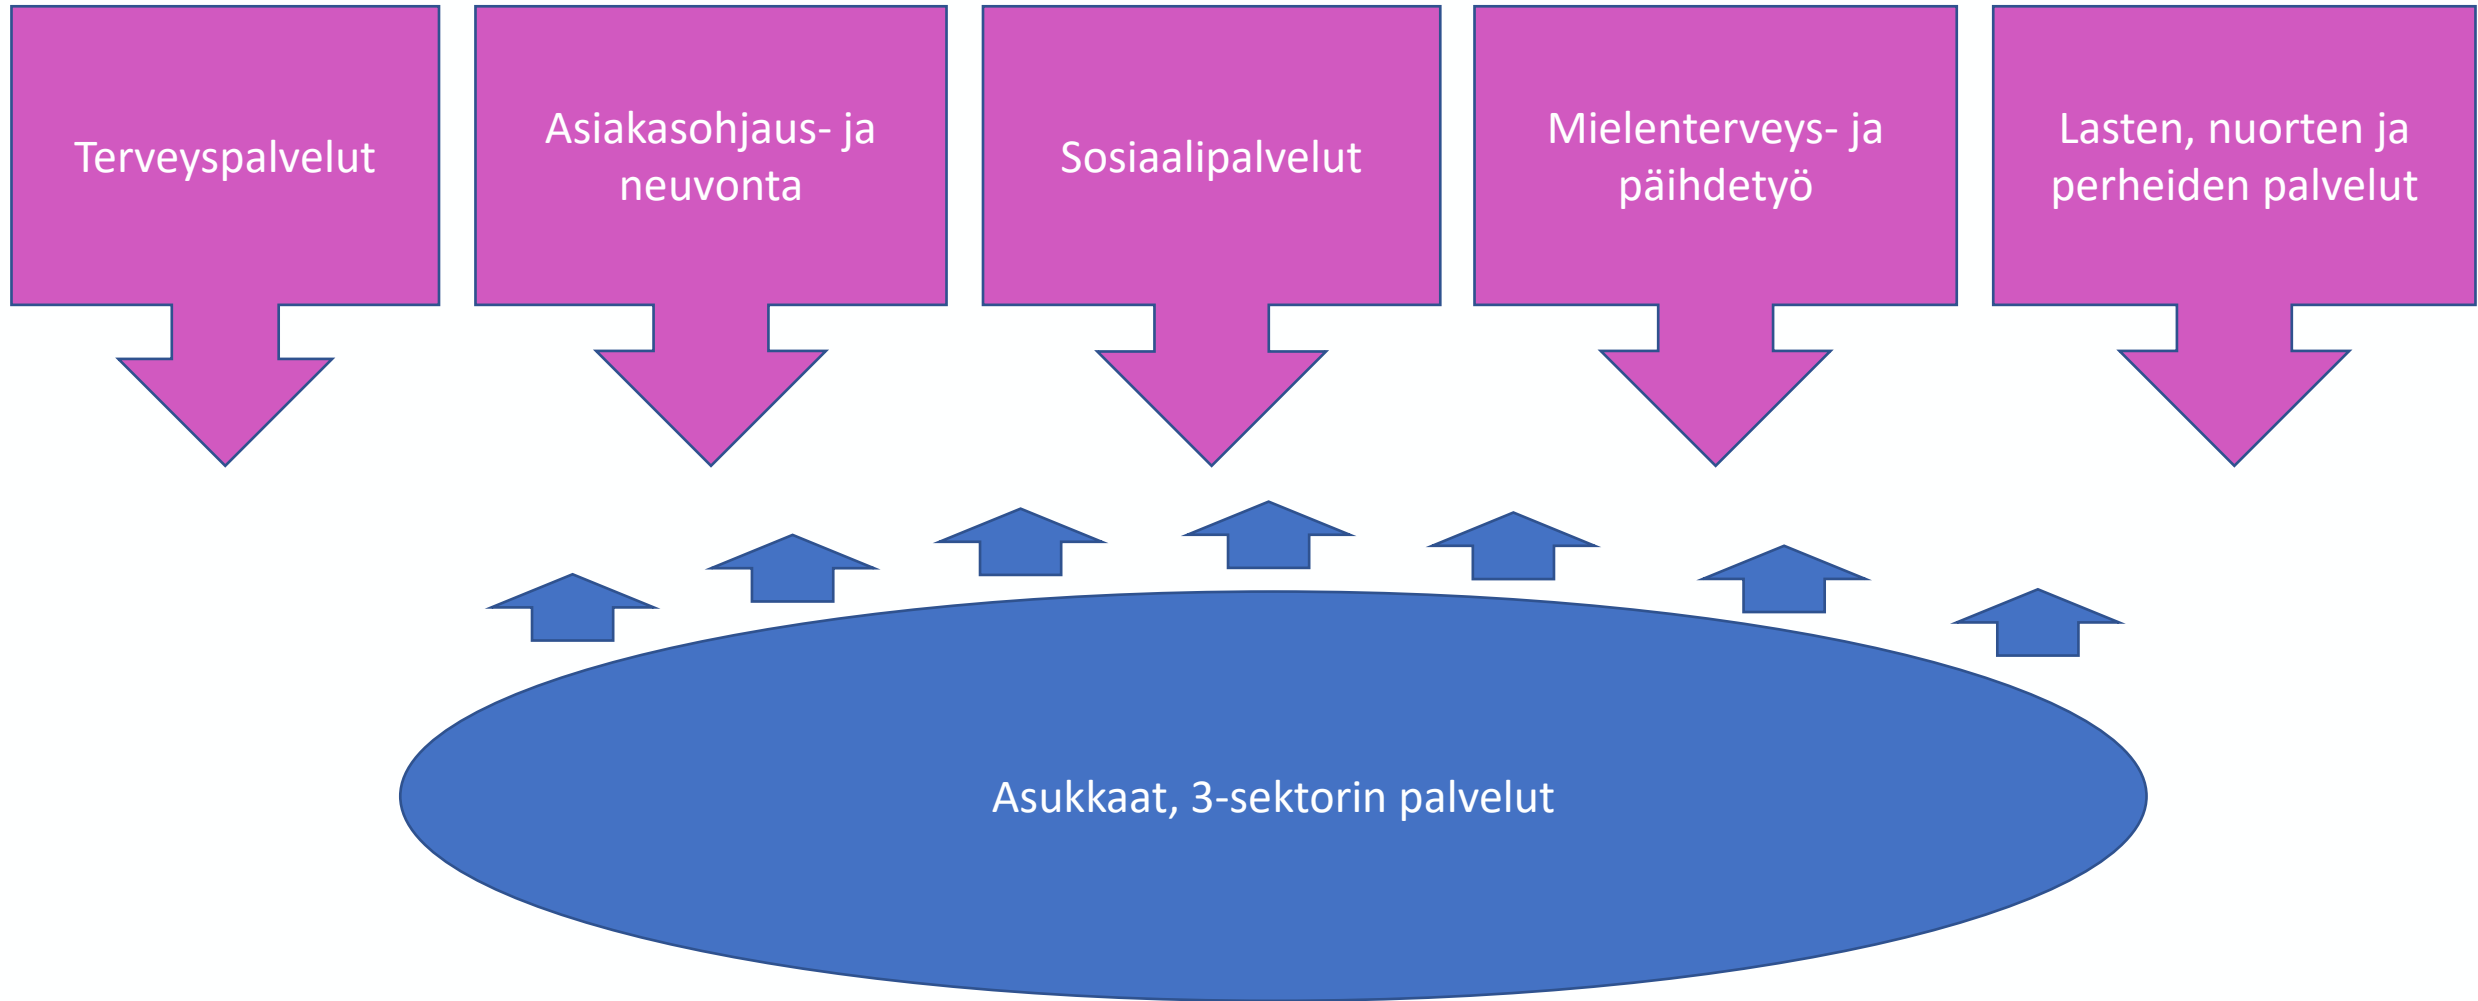 Terveyspalvelut
Asiakasohjaus- ja
neuvonta
Sosiaalipalvelut
Mielenterveys- ja
päihdetyö
Lasten, nuorten ja
perheiden palvelut
Asukkaat, 3-sektorin palvelut